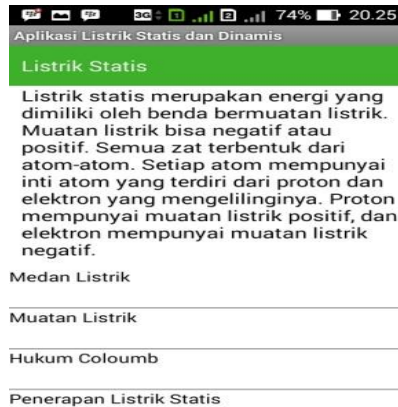 3G 1 2 74% 20.25
Aplikasi Listrik Statis dan Dinamis
Listrik Statis
Listrik statis merupakan energi yang
dimiliki oleh benda bermuatan listrik.
Muatan listrik bisa negatif atau
positif. Semua zat terbentuk dari
atom-atom. Setiap atom mempunyai
inti atom yang terdiri dari proton dan
elektron yang mengelilinginya. Proton
mempunyai muatan listrik positif, dan
elektron mempunyai muatan listrik
negatif.
Medan Listrik
Muatan Listrik
Hukum Coloumb
Penerapan Listrik Statis